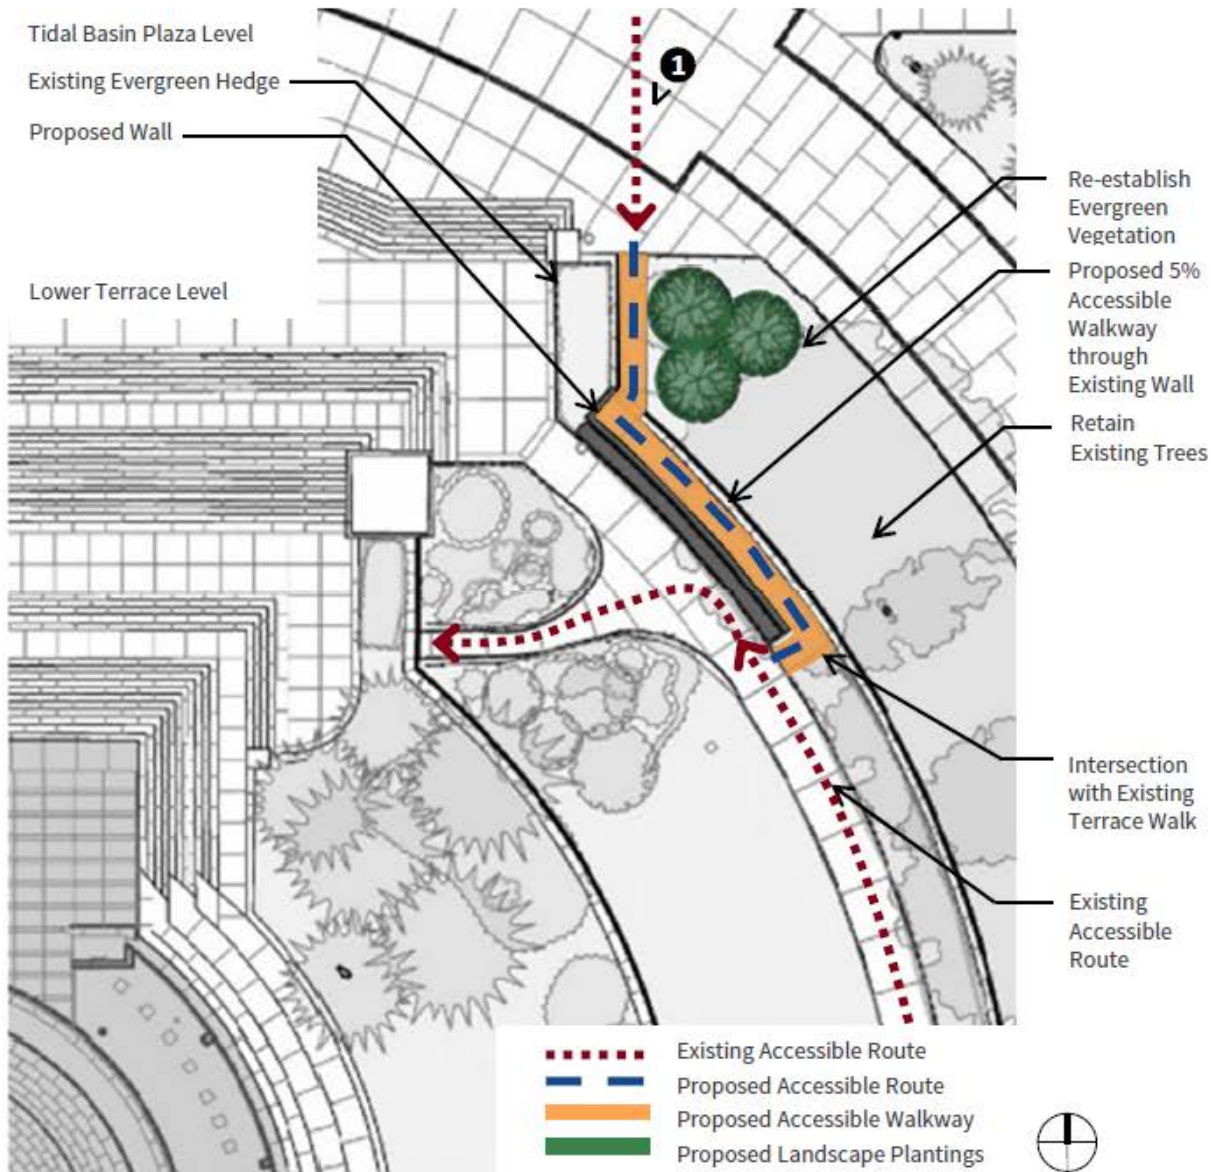 Tidal Basin Plaza Level
Existing Evergreen Hedge
Proposed Wall
Lower Terrace Level
1
Re-establish
Evergreen
Vegetation
Proposed 5%
Accessible
Walkway
through
Existing Wall
Retain
Existing Trees
Intersection
with Existing
Terrace Walk
Existing
Accessible
Route
Existing Accessible Route
Proposed Accessible Route
Proposed Accessible Walkway
Proposed Landscape Plantings